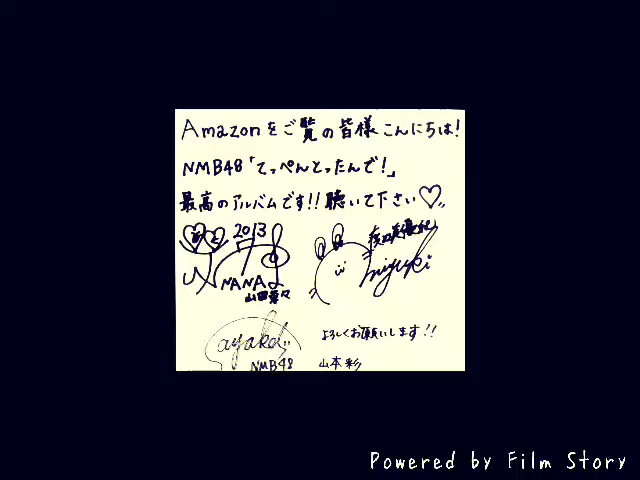 Amazonをご覧の皆様こんにちは!
NMB48「てっぺんとったんで!」
最高のアルバムです!! 聴いて下さい♡
2013
NANA
山田菜々
miyuki
ayaka
よろしくお願いします!!
NMB48
山本彩
Powered by Film Story